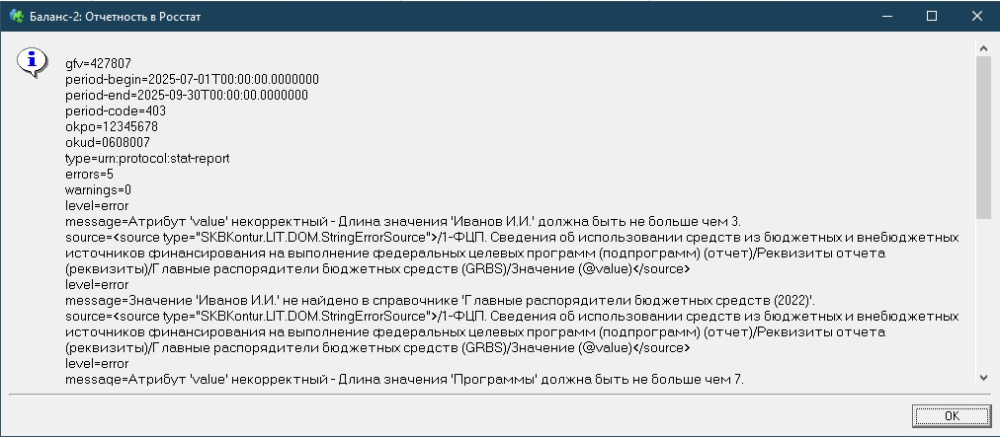 Баланс-2: Отчетность в Росстат
gfv=427807
period-begin=2025-07-01T00:00:00.0000000
period-end=2025-09-30T00:00:00.0000000
period-code=403
okpo=12345678
okud=0608007
type=urn:protocol:stat-report
errors=5
warnings=0
level=error
message=Атрибут 'value' некорректный - Длина значения 'Иванов И.И.' должна быть не больше чем 3.
source=<source type="SKBKontur.LIT.DOM.StringErrorSource">/1-ФЦП. Сведения об использовании средств из бюджетных и внебюджетных
источников финансирования на выполнение федеральных целевых программ (подпрограмм) (отчет)/Реквизиты отчета
(реквизиты)/Главные распорядители бюджетных средств (GRBS)/Значение (@value)</source>
level=error
message=Значение 'Иванов И.И.' не найдено в справочнике 'Главные распорядители бюджетных средств (2022)'.
source=<source type="SKBKontur.LIT.DOM.StringErrorSource">/1-ФЦП. Сведения об использовании средств из бюджетных и внебюджетных
источников финансирования на выполнение федеральных целевых программ (подпрограмм) (отчет)/Реквизиты отчета
(реквизиты)/Главные распорядители бюджетных средств (GRBS)/Значение (@value)</source>
level=error
message=Атрибут 'value' некорректный - Длина значения 'Программы' должна быть не больше чем 7.
OK